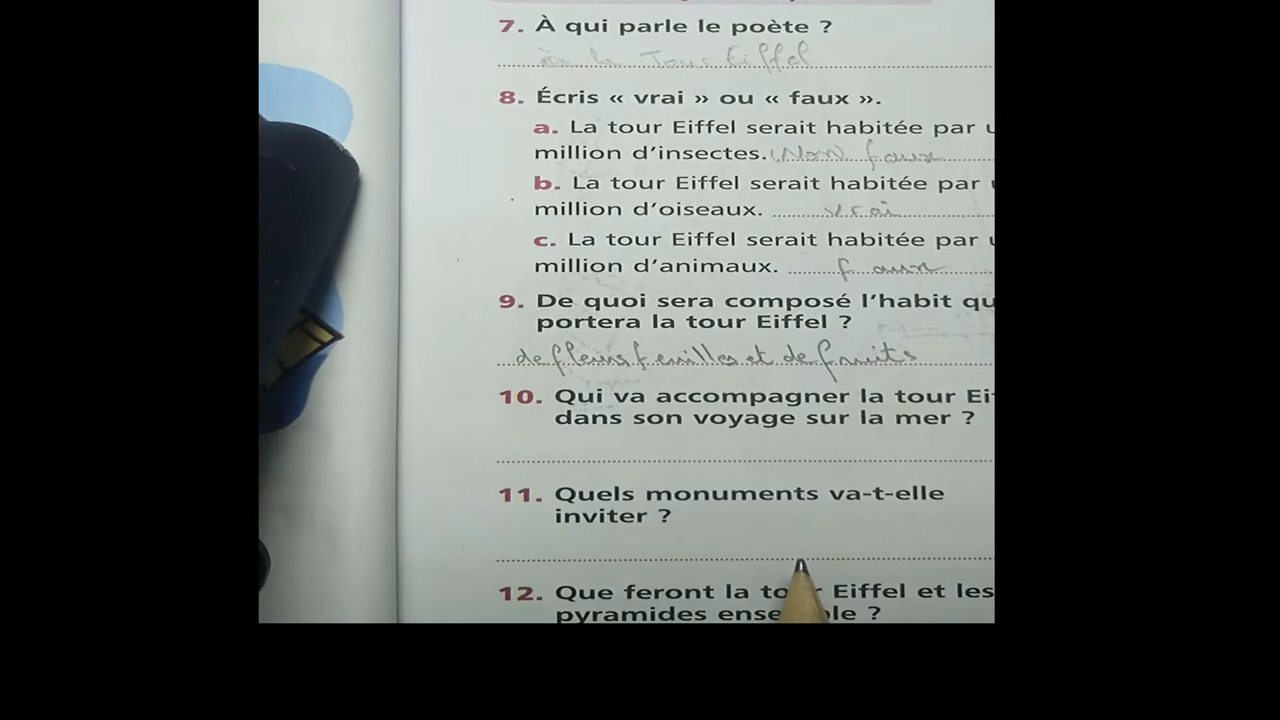 7. À qui parle le poète ?
à la Tour Eiffel
8. Écris « vrai » ou « faux ».
a. La tour Eiffel serait habitée par u
million d'insectes. Non faux
b. La tour Eiffel serait habitée par u
million d'oiseaux. vrai
c. La tour Eiffel serait habitée par u
million d'animaux. faux
9. De quoi sera composé l'habit qu
portera la tour Eiffel ?
de fleurs feuilles et de fruits
10. Qui va accompagner la tour Eif
dans son voyage sur la mer ?
11. Quels monuments va-t-elle
inviter ?
12. Que feront la tour Eiffel et les
pyramides ensemble ?